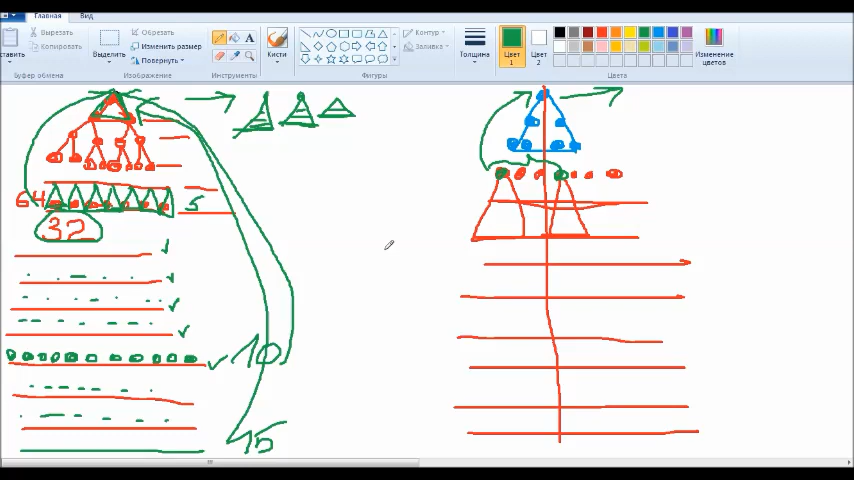 Главная Вид
ставить
Вырезать
Копировать
Буфер обмена
Выделить
Обрезать
Изменить размер
Повернуть
Изображение
A
Инструменты
Кисти
Контур
Заливка
Фигуры
Толщина
Цвет 1
Цвет 2
Изменение цветов
Цвета
64
5
32
10
15